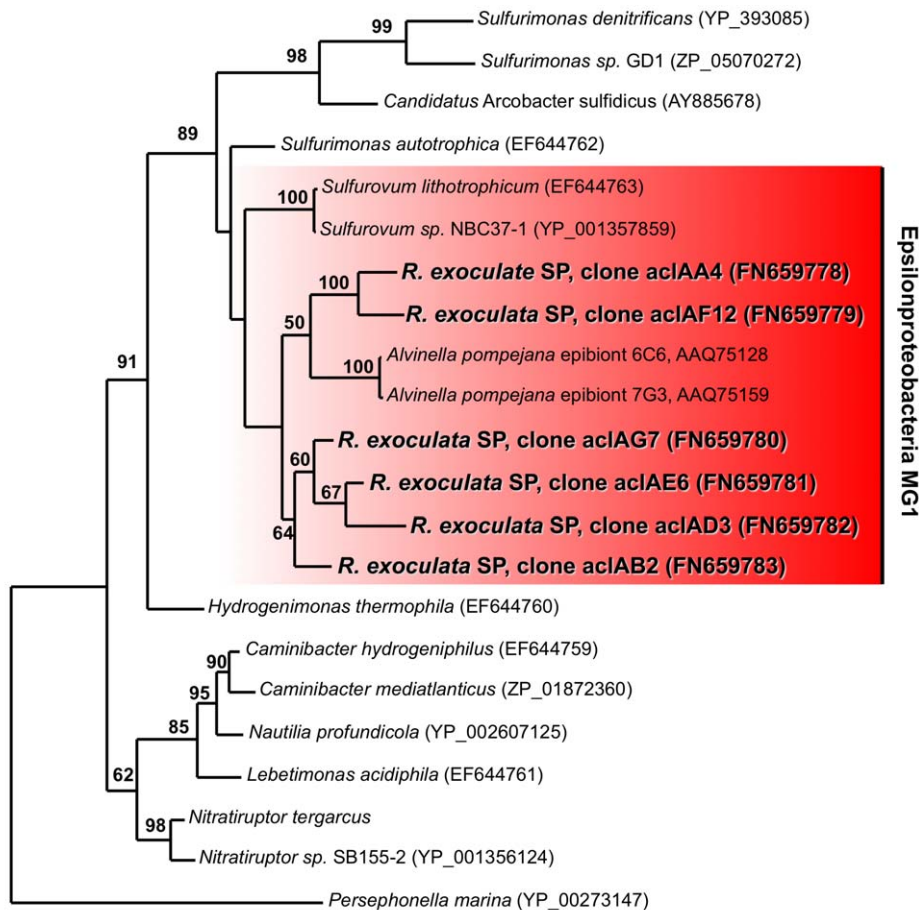 99
Sulfurimonas denitrificans (YP_393085)
98
Sulfurimonas sp. GD1 (ZP_05070272)
Candidatus Arcobacter sulfidicus (AY885678)
89
Sulfurimonas autotrophica (EF644762)
Sulfurovum lithotrophicum (EF644763)
100
Sulfurovum sp. NBC37-1 (YP_001357859)
R. exoculate SP, clone aclAA4 (FN659778)
100
R. exoculata SP, clone aclAF12 (FN659779)
50
Alvinella pompejana epibiont 6C6, AAQ75128
91
100
Alvinella pompejana epibiont 7G3, AAQ75159
R. exoculata SP, clone aclAG7 (FN659780)
60
R. exoculata SP, clone aclAE6 (FN659781)
67
R. exoculata SP, clone aclAD3 (FN659782)
64
R. exoculata SP, clone aclAB2 (FN659783)
Epsilonproteobacteria MG1
Hydrogenimonas thermophila (EF644760)
Caminibacter hydrogeniphilus (EF644759)
90
Caminibacter mediatlanticus (ZP_01872360)
95
Nautilia profundicola (YP_002607125)
85
Lebetimonas acidiphila (EF644761)
62
Nitratiruptor tergarcus
98
Nitratiruptor sp. SB155-2 (YP_001356124)
Persephonella marina (YP_00273147)